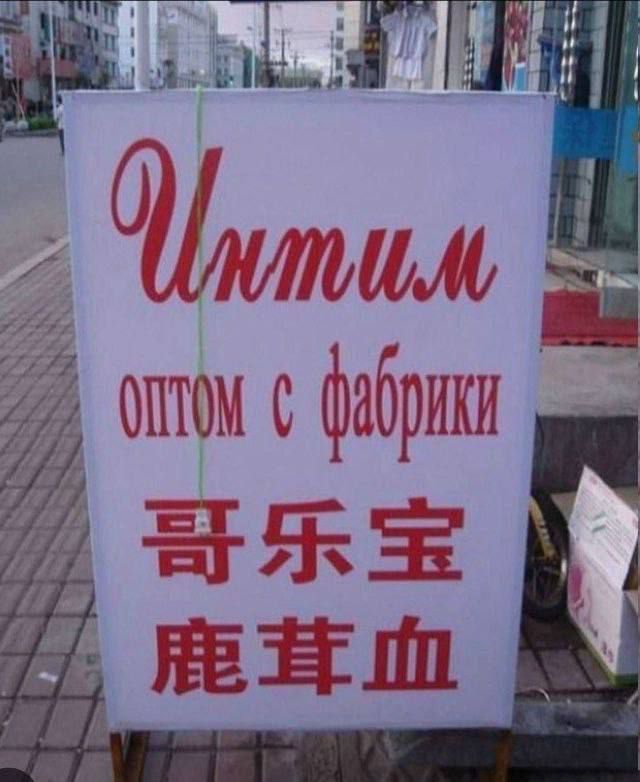 Интим
оптом с фабрики
哥乐宝
鹿茸血